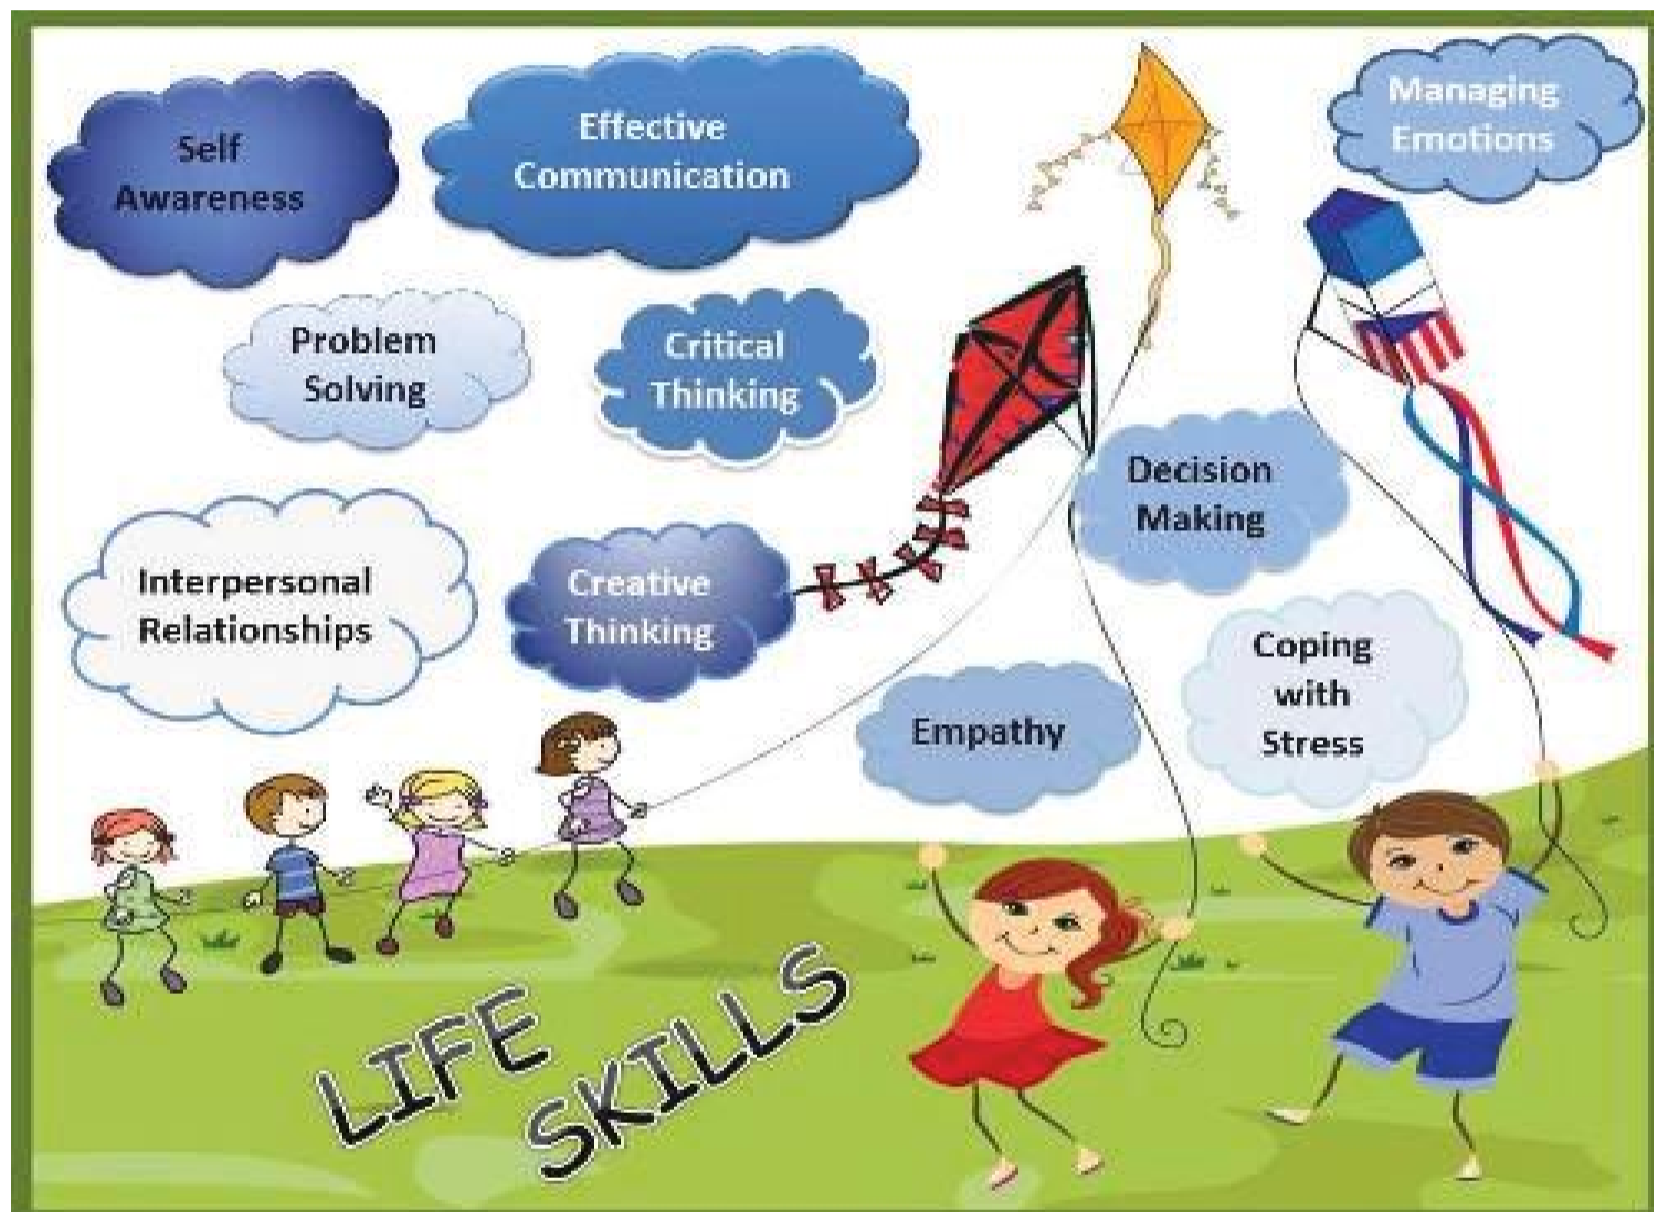 Self
Awareness
Effective
Communication
Managing
Emotions
Problem
Solving
Critical
Thinking
Decision
Making
Interpersonal
Relationships
Creative
Thinking
Empathy
Coping
with
Stress
LIFE
SKILLS